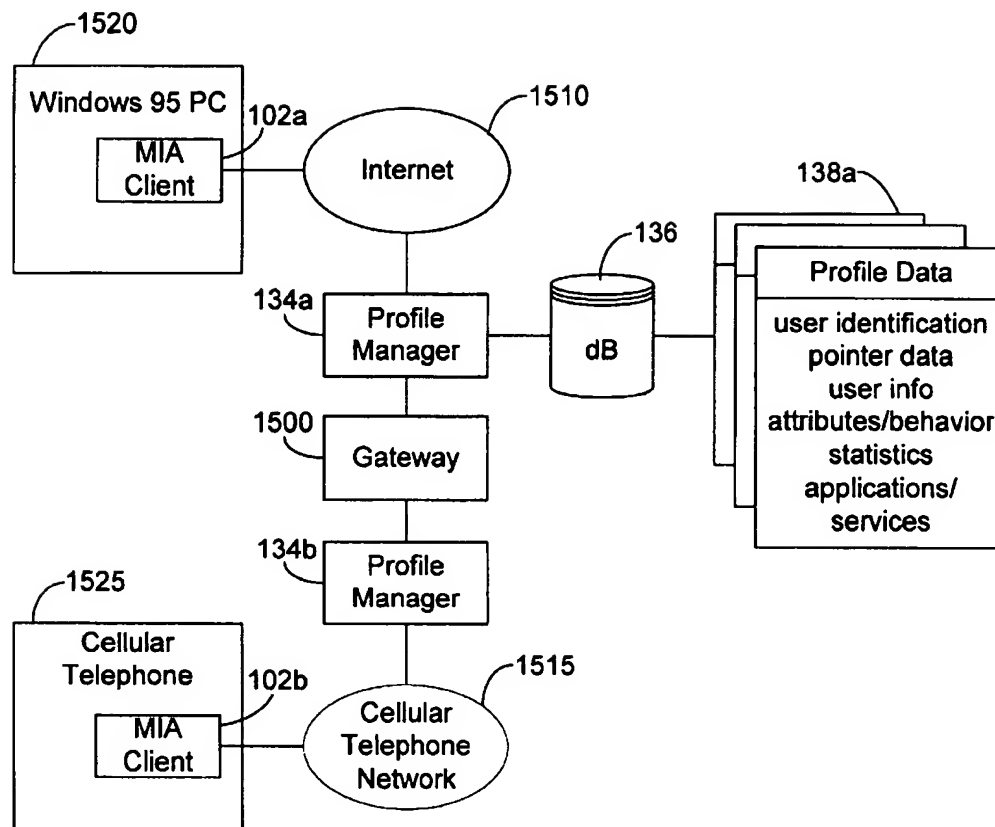 1520
Windows 95 PC
102a
MIA
Client
1510
Internet
138a
136
dB
Profile Data
user identification
pointer data
user info
attributes/behavior
statistics
applications/
services
134a
Profile
Manager
1500
Gateway
134b
Profile
Manager
1525
Cellular
Telephone
102b
MIA
Client
1515
Cellular
Telephone
Network